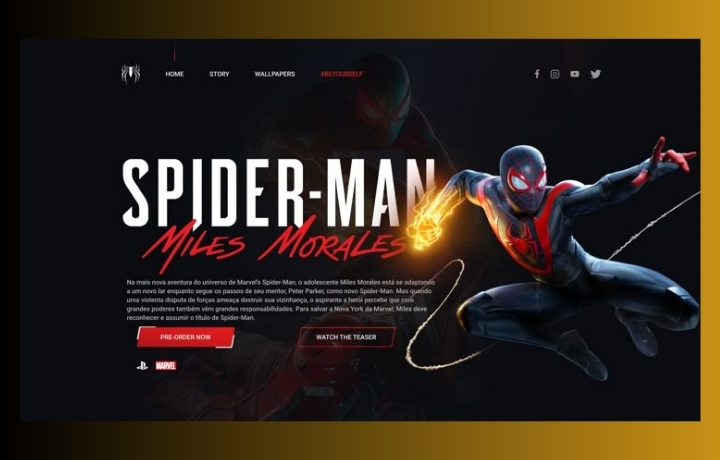 HOME STORY WALLPAPERS #BEYOURSELF
SPIDER-MAN
MILES MORALES
Na mais nova aventura do universo de Marvel's Spider-Man, o adolescente Miles Morales está se adaptando
a um novo lar enquanto segue os passos de seu mentor, Peter Parker, como novo Spider-Man. Mas quando
uma violenta disputa de forças ameaça destruir sua vizinhança, o aspirante a herói percebe que com
grandes poderes também vêm grandes responsabilidades. Para salvar a Nova York da Marvel, Miles deve
reconhecer e assumir o título de Spider-Man.
PRE-ORDER NOW WATCH THE TEASER
MARVEL